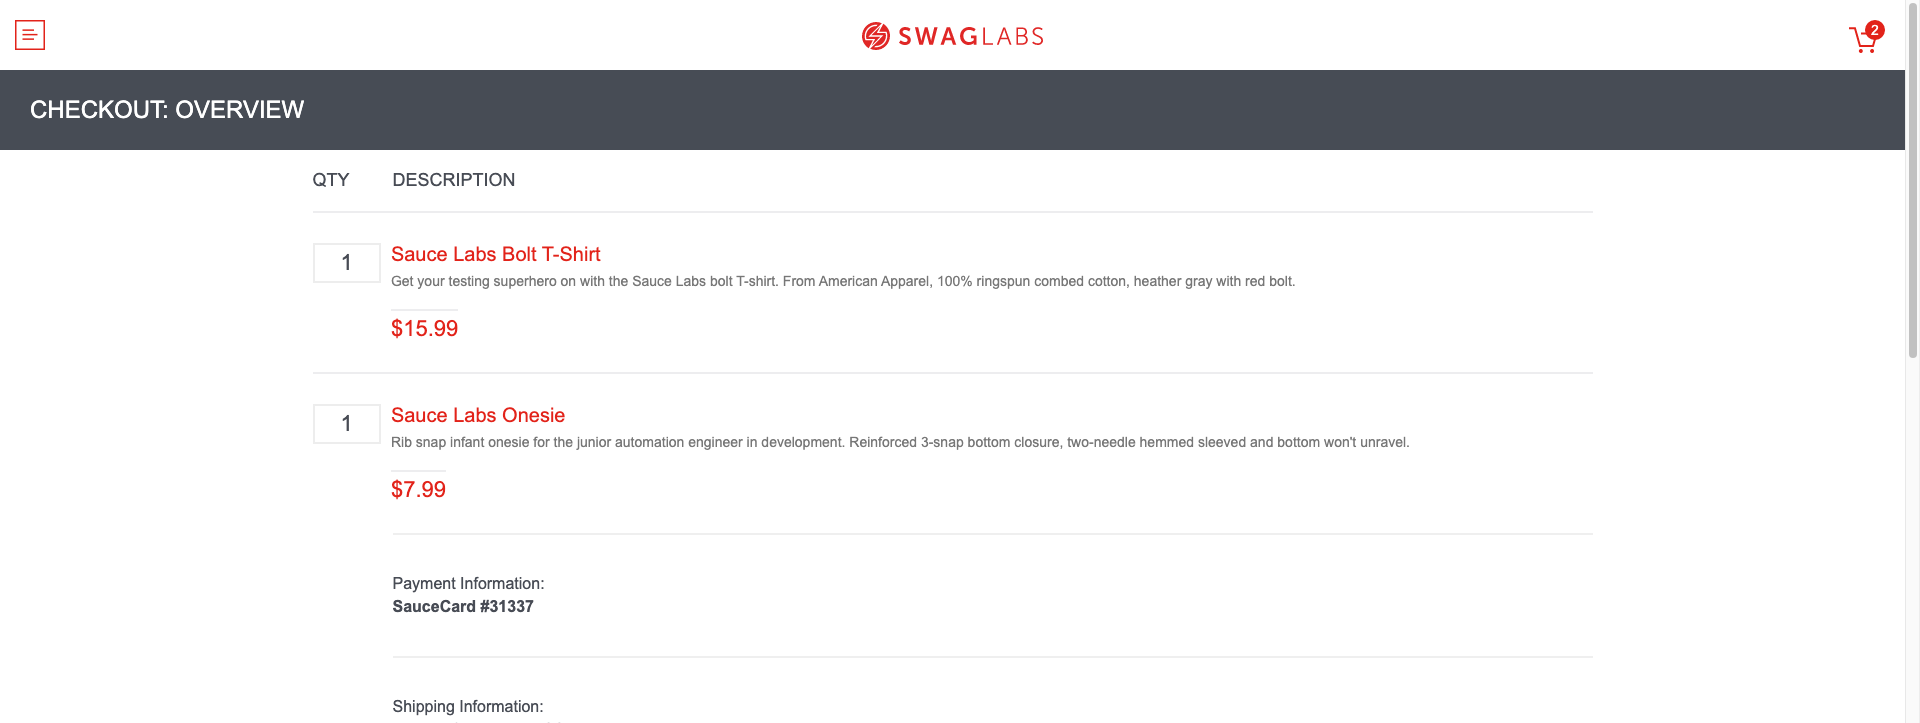 SWAGLABS
2
CHECKOUT: OVERVIEW
QTY DESCRIPTION
1
Sauce Labs Bolt T-Shirt
Get your testing superhero on with the Sauce Labs bolt T-shirt. From American Apparel, 100% ringspun combed cotton, heather gray with red bolt.
$15.99
1
Sauce Labs Onesie
Rib snap infant onesie for the junior automation engineer in development. Reinforced 3-snap bottom closure, two-needle hemmed sleeved and bottom won't unravel.
$7.99
Payment Information:
SauceCard #31337
Shipping Information: